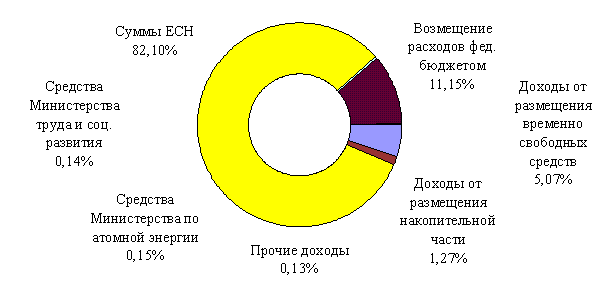 Суммы ЕСН
82,10%
Возмещение
расходов фед.
бюджетом
11,15%
Средства
Министерства
труда и соц.
развития
0,14%
Доходы от
размещения
временно
свободных
средств
5,07%
Средства
Министерства по
атомной энергии
0,15%
Прочие доходы
0,13%
Доходы от
размещения
накопительной
части
1,27%